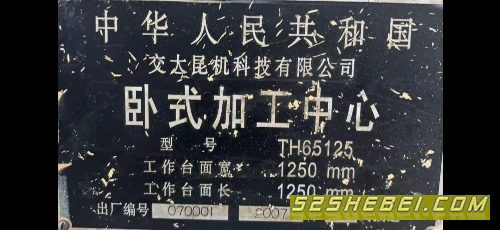 中华人民共和国
交大昆机科技有限公司
卧式加工中心
型 号 TH65125
工作台面宽 1250 mm
工作台面长 1250 mm
出厂编号 070001 2007
52SHEBEI.COM